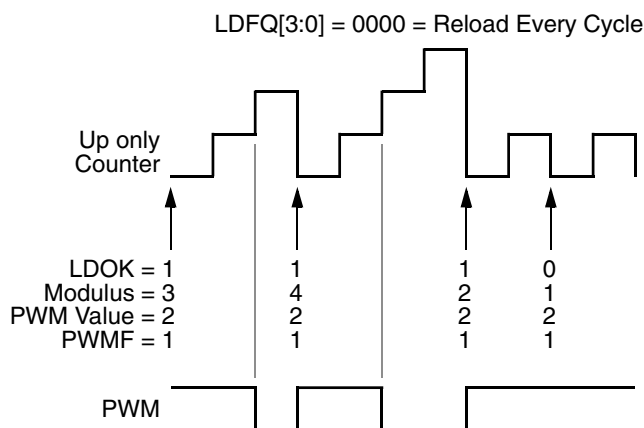 LDFQ[3:0] = 0000 = Reload Every Cycle
Up only
Counter
LDOK = 1 1 1 0
Modulus = 3 4 2 1
PWM Value = 2 2 2 2
PWMF = 1 1 1 1
PWM